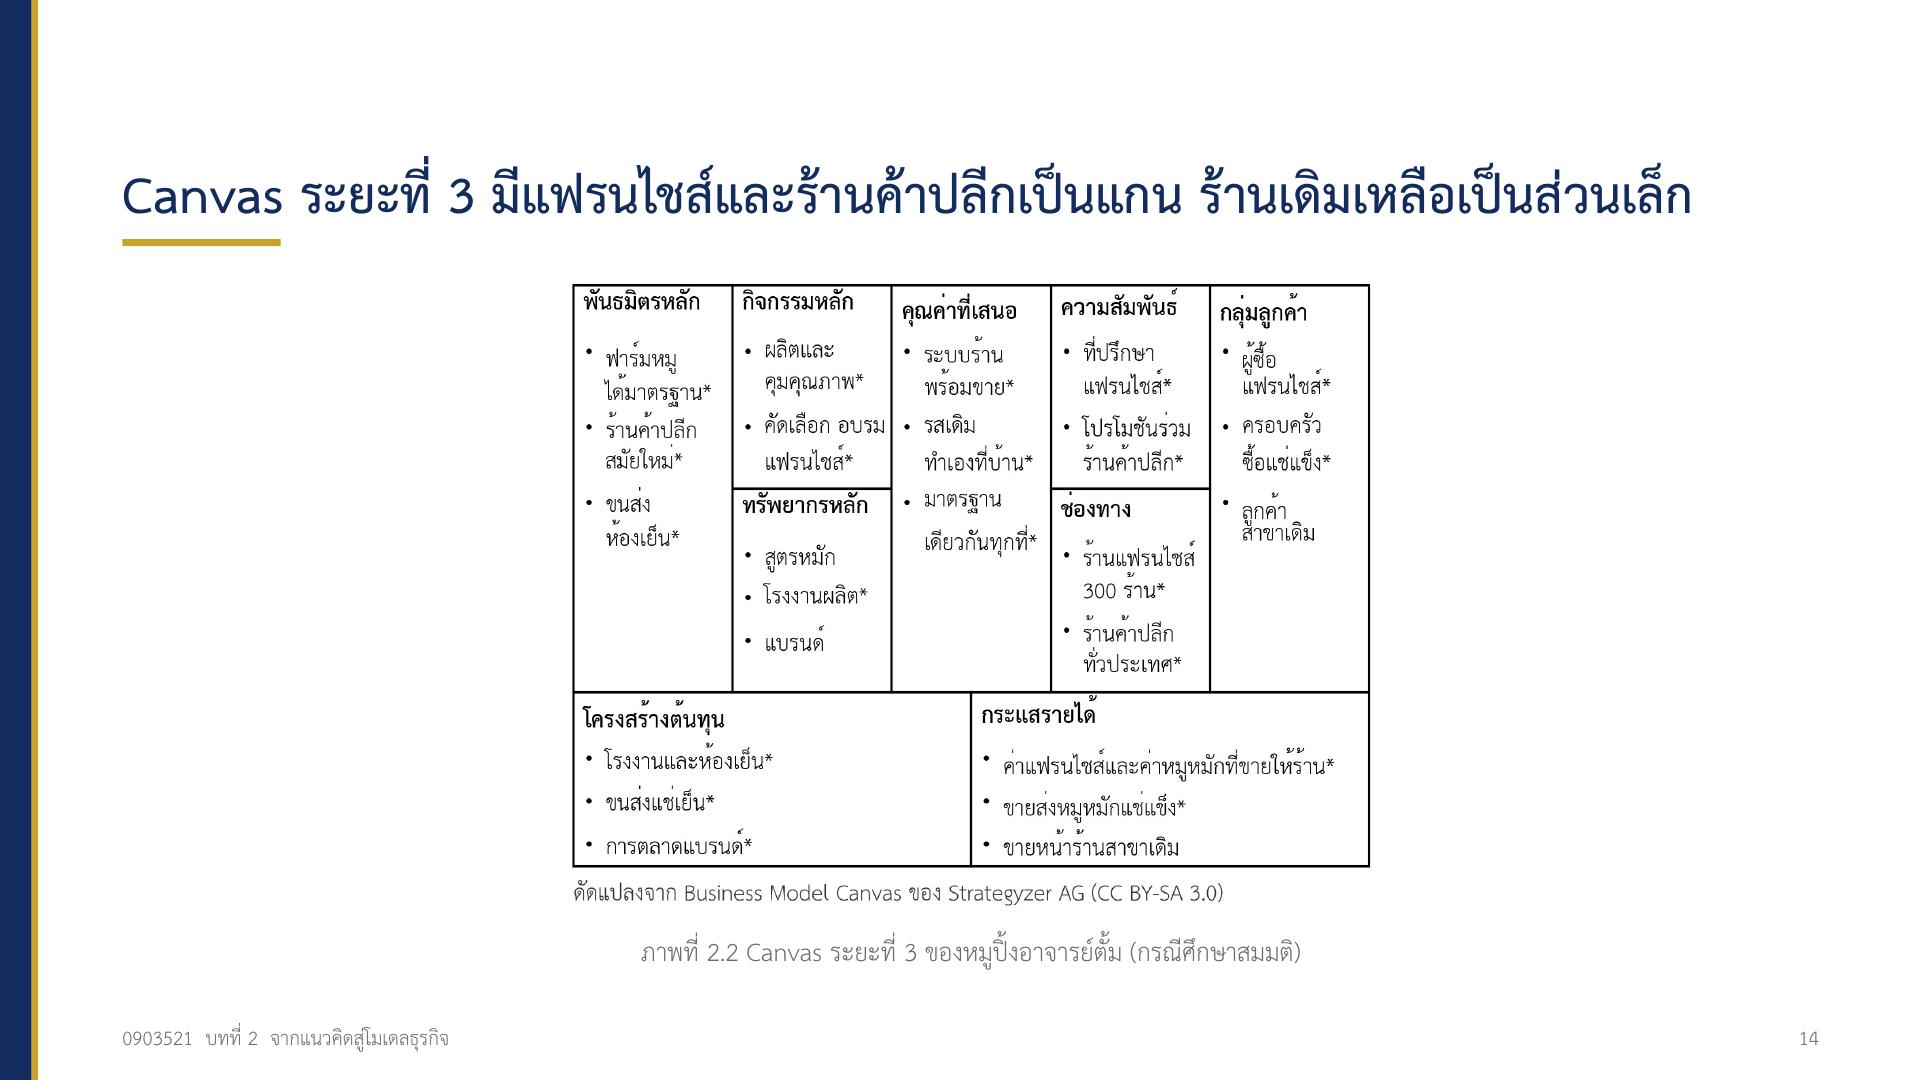 Canvas ระยะที่ 3 มีแฟรนไชส์และร้านค้าปลีกเป็นแกน ร้านเดิมเหลือเป็นส่วนเล็ก
พันธมิตรหลัก
• ฟาร์มหมู
ได้มาตรฐาน*
• ร้านค้าปลีก
สมัยใหม่*
• ขนส่ง
ห้องเย็น*
กิจกรรมหลัก
• ผลิตและ
คุมคุณภาพ*
• คัดเลือก อบรม
แฟรนไชส์*
ทรัพยากรหลัก
• สูตรหมัก
• โรงงานผลิต*
• แบรนด์
คุณค่าที่เสนอ
• ระบบร้าน
พร้อมขาย*
• รสเดิม
ทำเองที่บ้าน*
• มาตรฐาน
เดียวกันทุกที่*
ความสัมพันธ์
• ที่ปรึกษา
แฟรนไชส์*
• โปรโมชันร่วม
ร้านค้าปลีก*
ช่องทาง
• ร้านแฟรนไชส์
300 ร้าน*
• ร้านค้าปลีก
ทั่วประเทศ*
กลุ่มลูกค้า
• ผู้ซื้อ
แฟรนไชส์*
• ครอบครัว
ซื้อแช่แข็ง*
• ลูกค้า
สาขาเดิม
โครงสร้างต้นทุน
• โรงงานและห้องเย็น*
• ขนส่งแช่เย็น*
• การตลาดแบรนด์*
กระแสรายได้
• ค่าแฟรนไชส์และค่าหมูหมักที่ขายให้ร้าน*
• ขายส่งหมูหมักแช่แข็ง*
• ขายหน้าร้านสาขาเดิม
ดัดแปลงจาก Business Model Canvas ของ Strategyzer AG (CC BY-SA 3.0)
ภาพที่ 2.2 Canvas ระยะที่ 3 ของหมูปิ้งอาจารย์ตั้ม (กรณีศึกษาสมมติ)
0903521 บทที่ 2 จากแนวคิดสู่โมเดลธุรกิจ
14